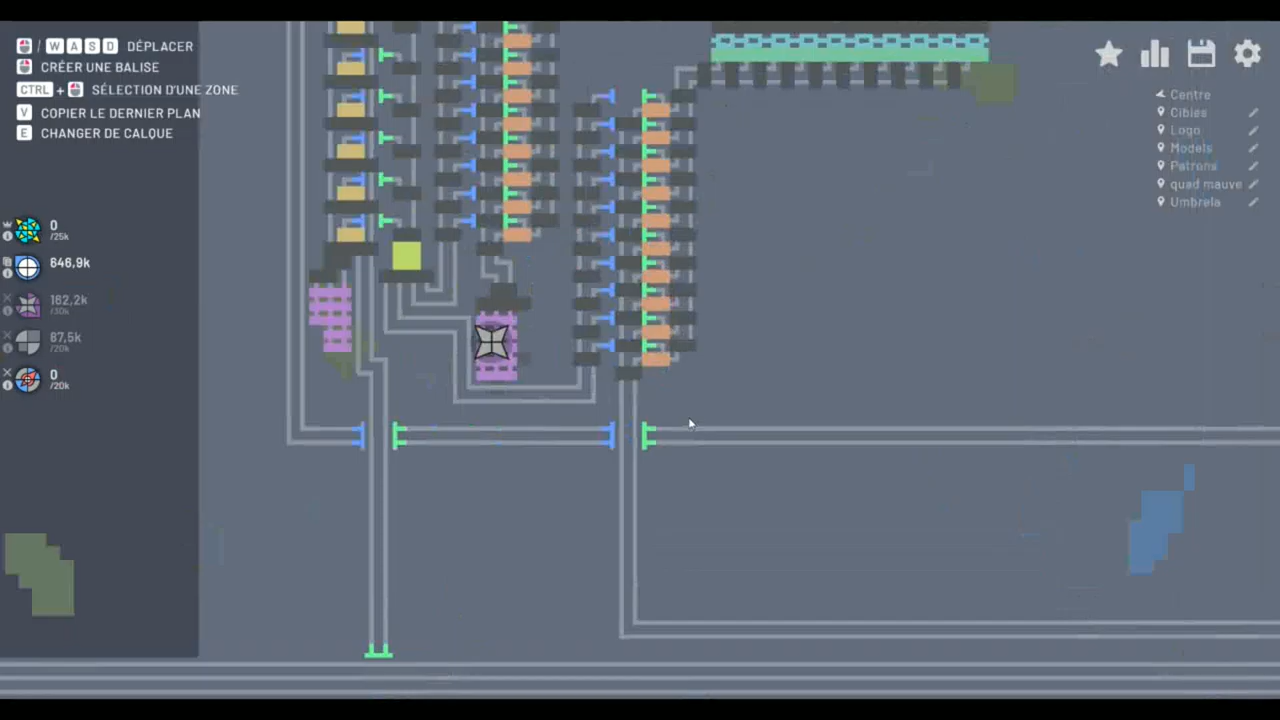 / W A S D DÉPLACER
CRÉER UNE BALISE
CTRL + SÉLECTION D'UNE ZONE
V COPIER LE DERNIER PLAN
E CHANGER DE CALQUE
Centre
Cibles
Logo
Models
Patrons
quad mauve
Umbrela
0
/25k
646,9k
162,2k
/30k
87,5k
/20k
0
/20k